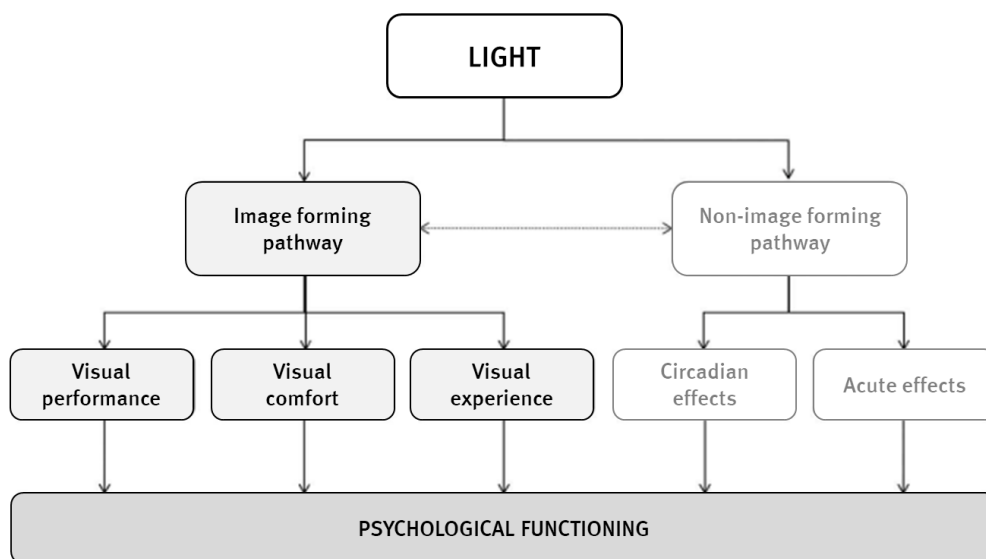 LIGHT
Image forming
pathway
Non-image forming
pathway
Visual
performance
Visual
comfort
Visual
experience
Circadian
effects
Acute effects
PSYCHOLOGICAL FUNCTIONING